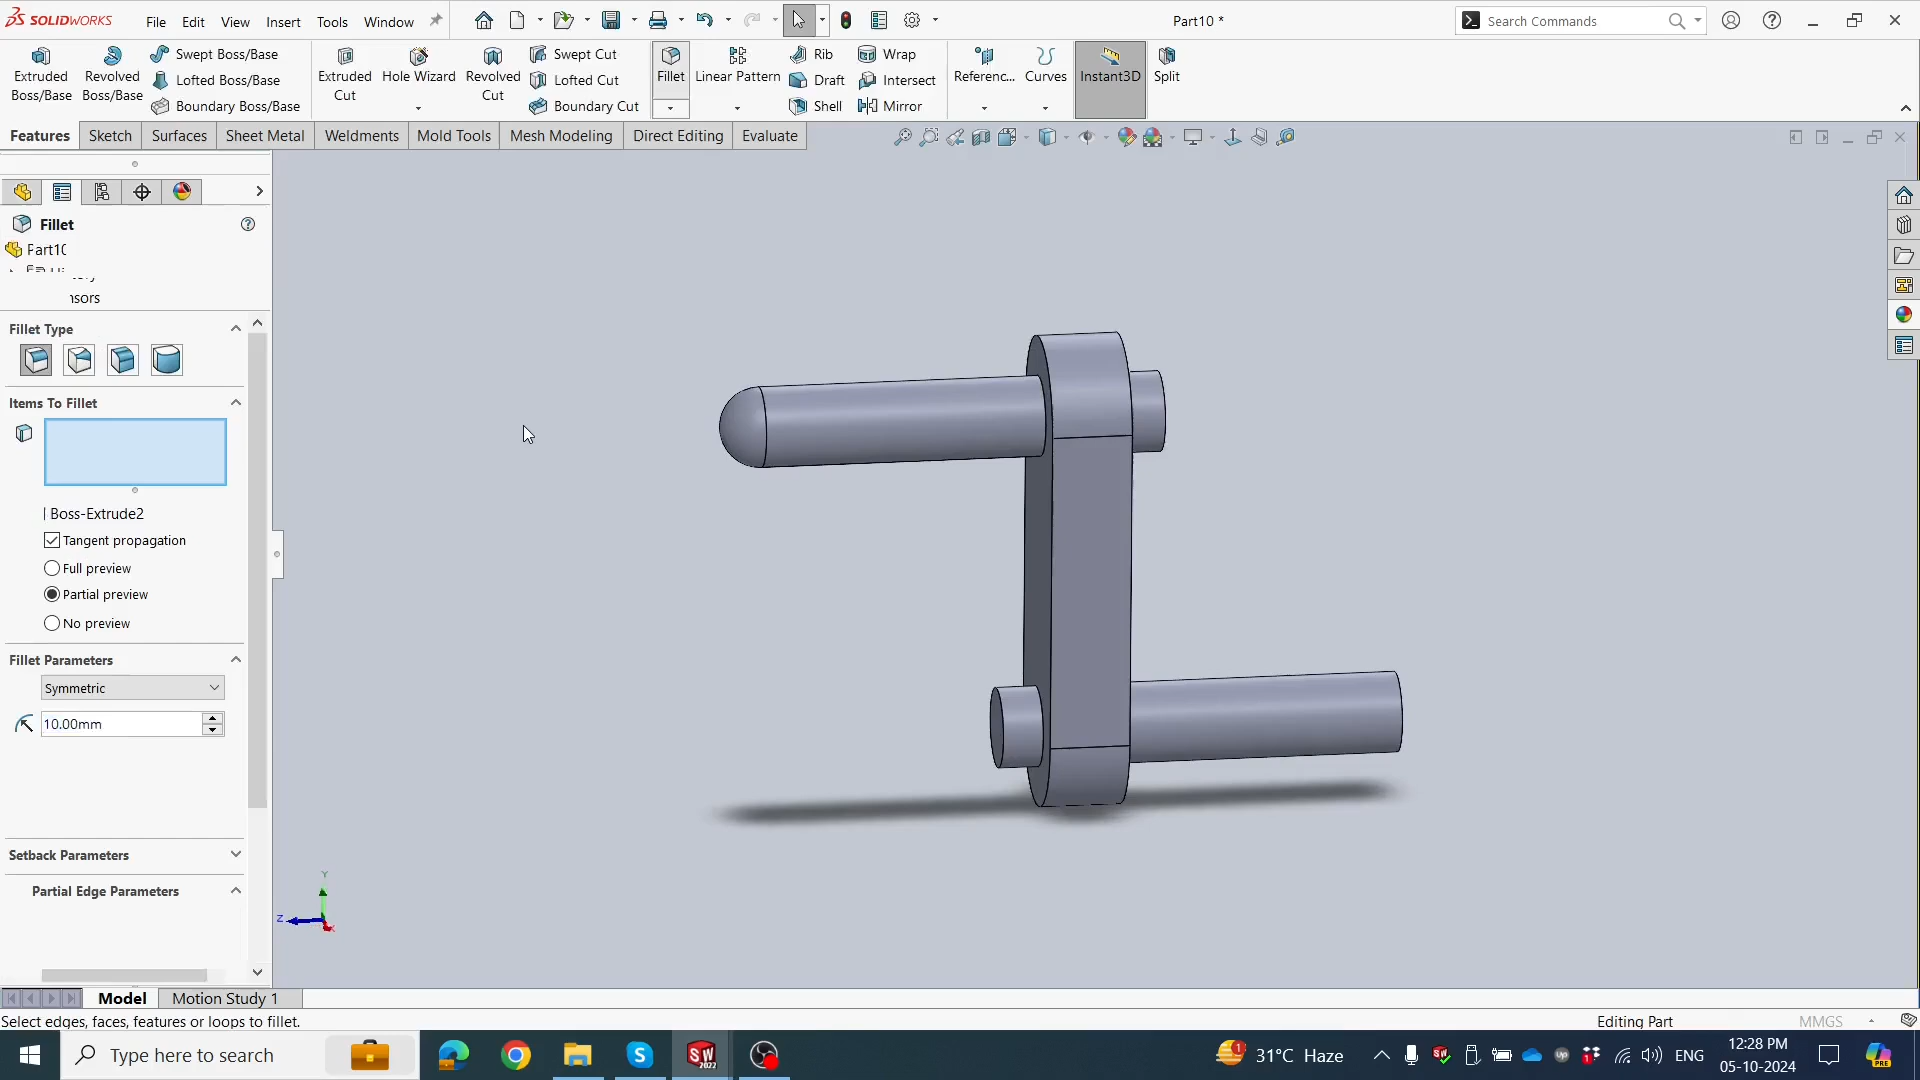 SOLIDWORKS
File Edit View Insert Tools Window
Part10 *
Search Commands
Extruded Boss/Base
Revolved Boss/Base
Swept Boss/Base
Lofted Boss/Base
Boundary Boss/Base
Extruded Cut
Hole Wizard
Revolved Cut
Swept Cut
Lofted Cut
Boundary Cut
Fillet
Linear Pattern
Rib
Draft
Shell
Wrap
Intersect
Mirror
Referenc...
Curves
Instant3D
Split
Features Sketch Surfaces Sheet Metal Weldments Mold Tools Mesh Modeling Direct Editing Evaluate
Fillet
Part10
Fillet Type
Items To Fillet
Boss-Extrude2
Tangent propagation
Full preview
Partial preview
No preview
Fillet Parameters
Symmetric
10.00mm
Setback Parameters
Partial Edge Parameters
Y
Z
Model Motion Study 1
Select edges, faces, features or loops to fillet.
Editing Part
MMGS
Type here to search
SW
2022
1
31°C Haze
ENG
12:28 PM
05-10-2024
PRE